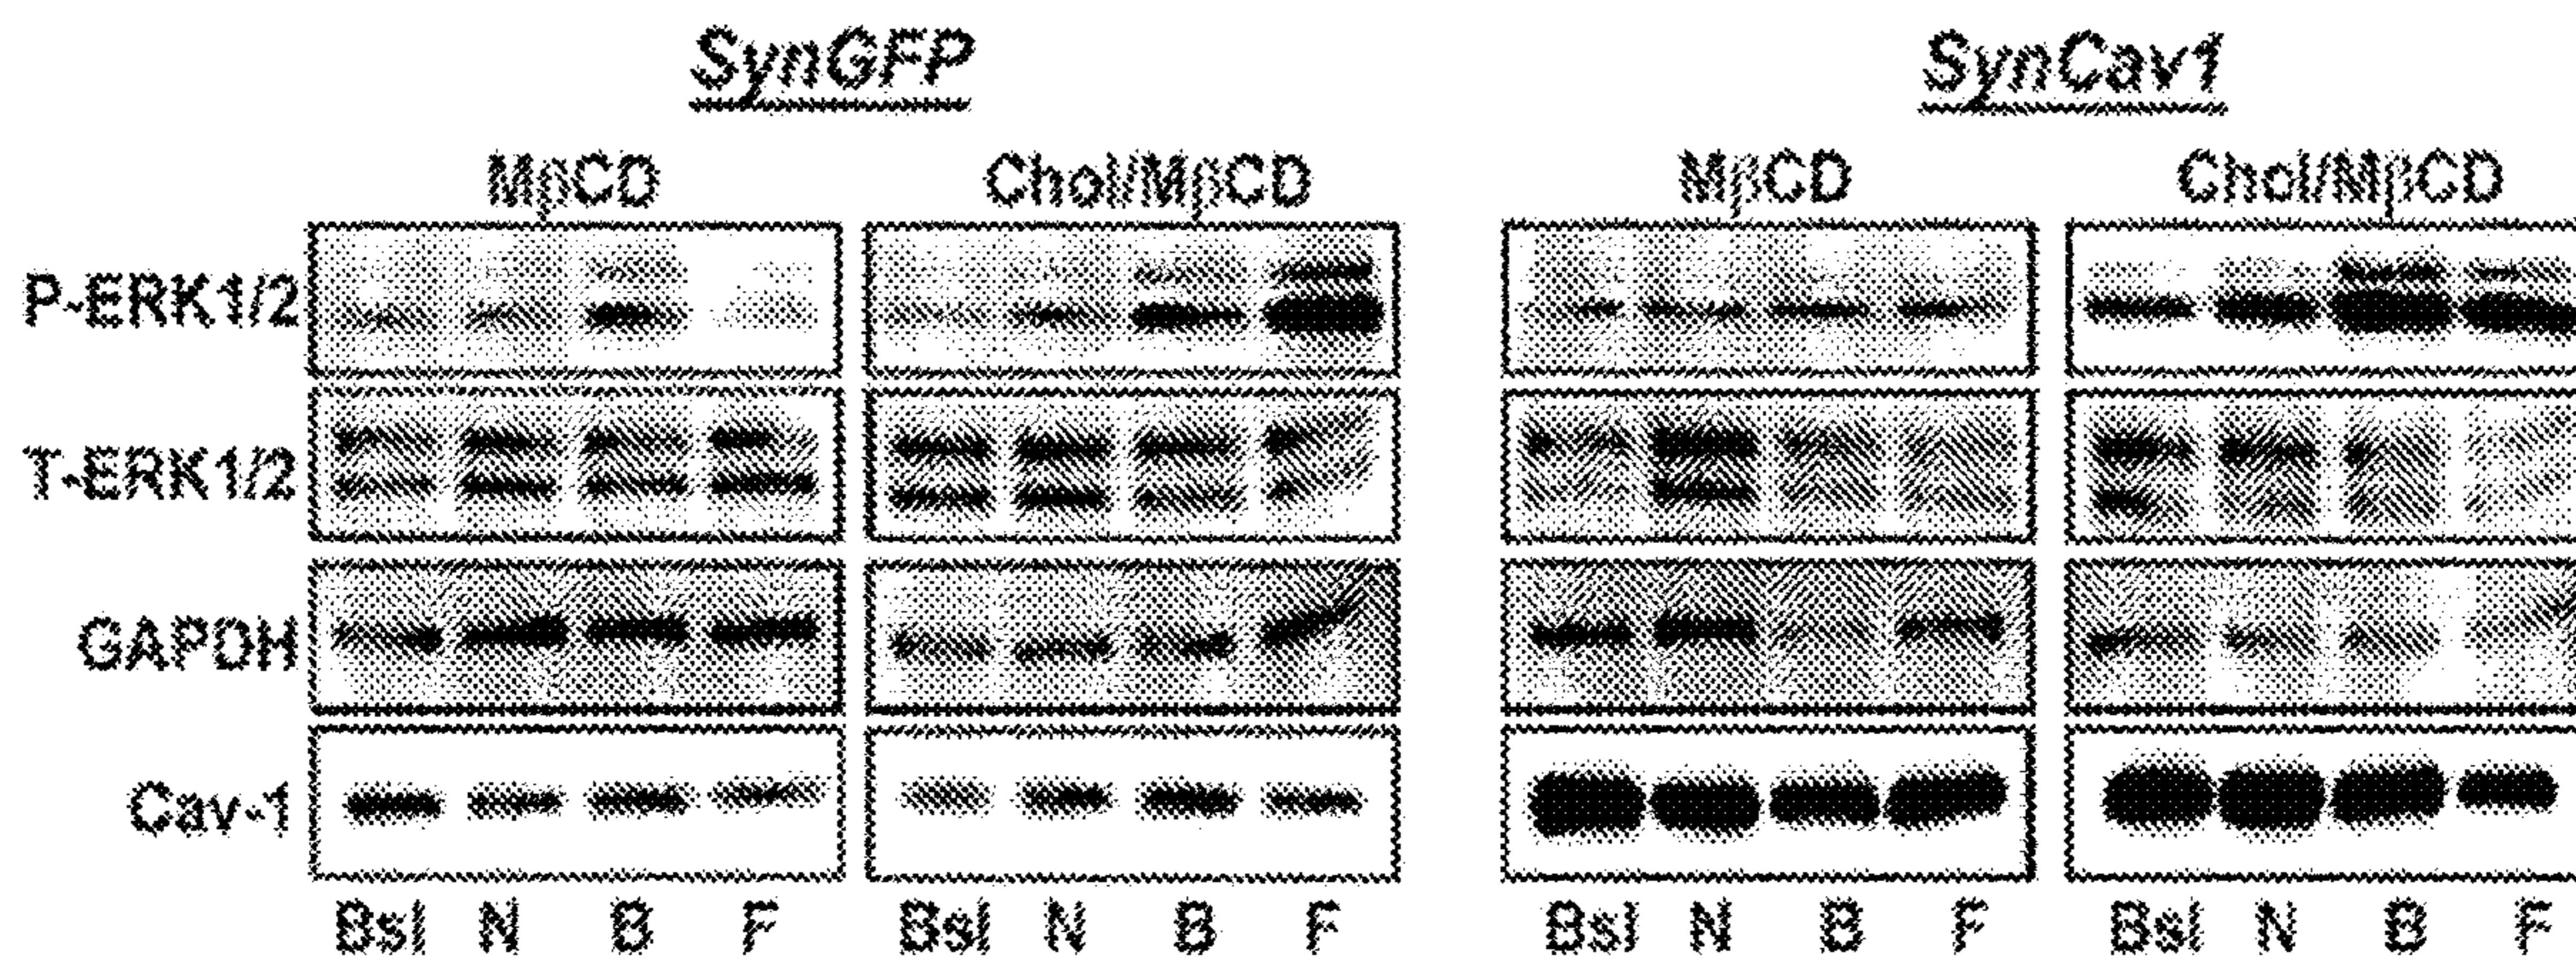 SynGFP SynCav1
MβCD Chol/MβCD MβCD Chol/MβCD
P-ERK1/2
T-ERK1/2
GAPDH
Cav-1
Bsl N B F Bsl N B F Bsl N B F Bsl N B F